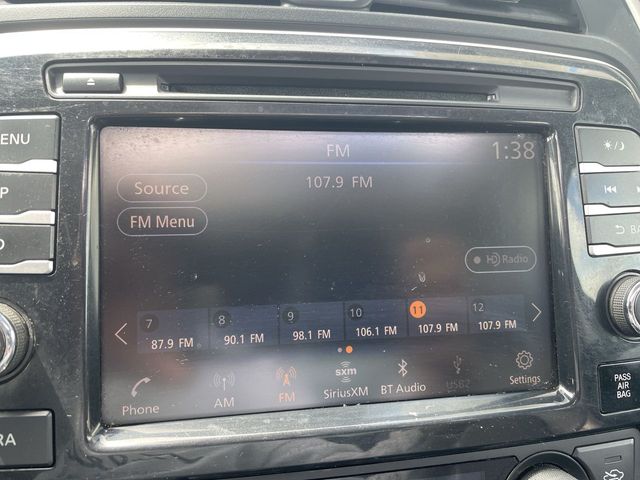 MENU
FM
1:38
Source
107.9 FM
FM Menu
HD Radio
BA
7
8
9
10
11
12
87.9 FM
90.1 FM
98.1 FM
106.1 FM
107.9 FM
107.9 FM
Phone
AM
FM
sxm
SiriusXM
BT Audio
USB2
Settings
PASS
AIR
BAG
RA